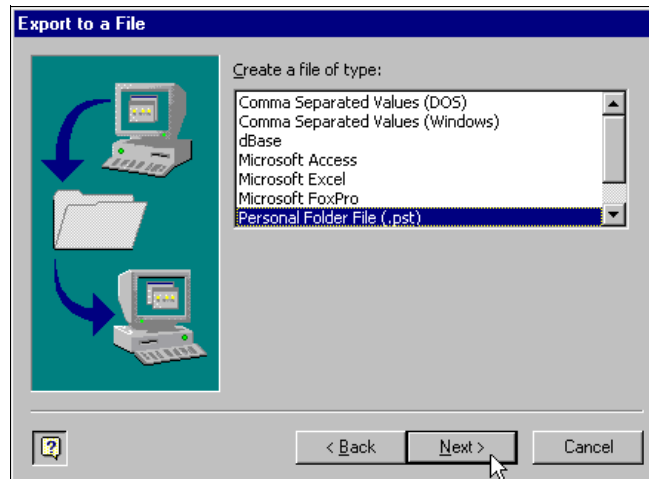 Export to a File
Create a file of type:
Comma Separated Values (DOS)
Comma Separated Values (Windows)
dBase
Microsoft Access
Microsoft Excel
Microsoft FoxPro
Personal Folder File (.pst)
?
< Back Next > Cancel